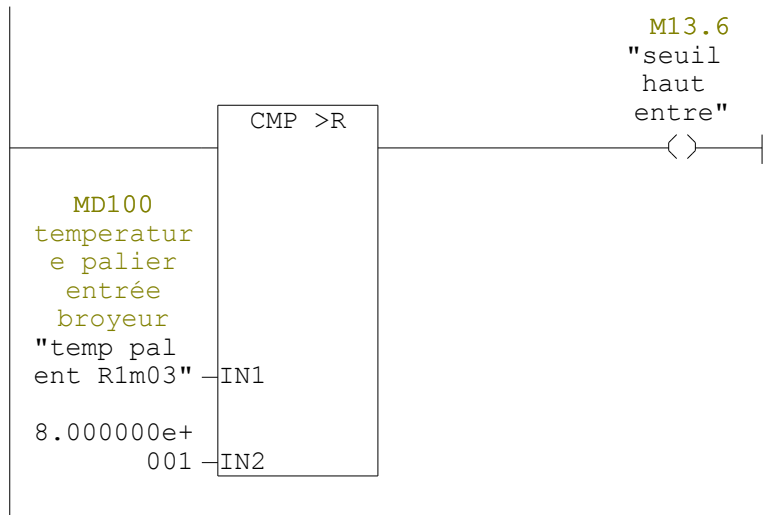 M13.6
"seuil
haut
entre"
CMP >R
MD100
temperatur
e palier
entrée
broyeur
"temp pal
ent R1m03"
IN1
8.000000e+
001
IN2